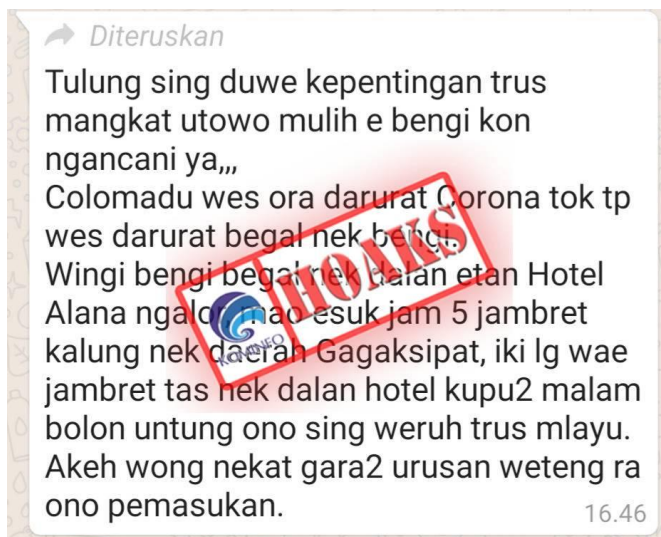 Diteruskan
Tulung sing duwe kepentingan trus
mangkat utowo mulih e bengi kon
ngancani ya,,,
Colomadu wes ora darurat Corona tok tp
wes darurat begal nek bengi.
Wingi bengi begal nek dalan etan Hotel
Alana ngalor, mao esuk jam 5 jambret
kalung nek daerah Gagaksipat, iki lg wae
jambret tas nek dalan hotel kupu2 malam
bolon untung ono sing weruh trus mlayu.
Akeh wong nekat gara2 urusan weteng ra
ono pemasukan.
16.46
HOAKS
KOMINFO